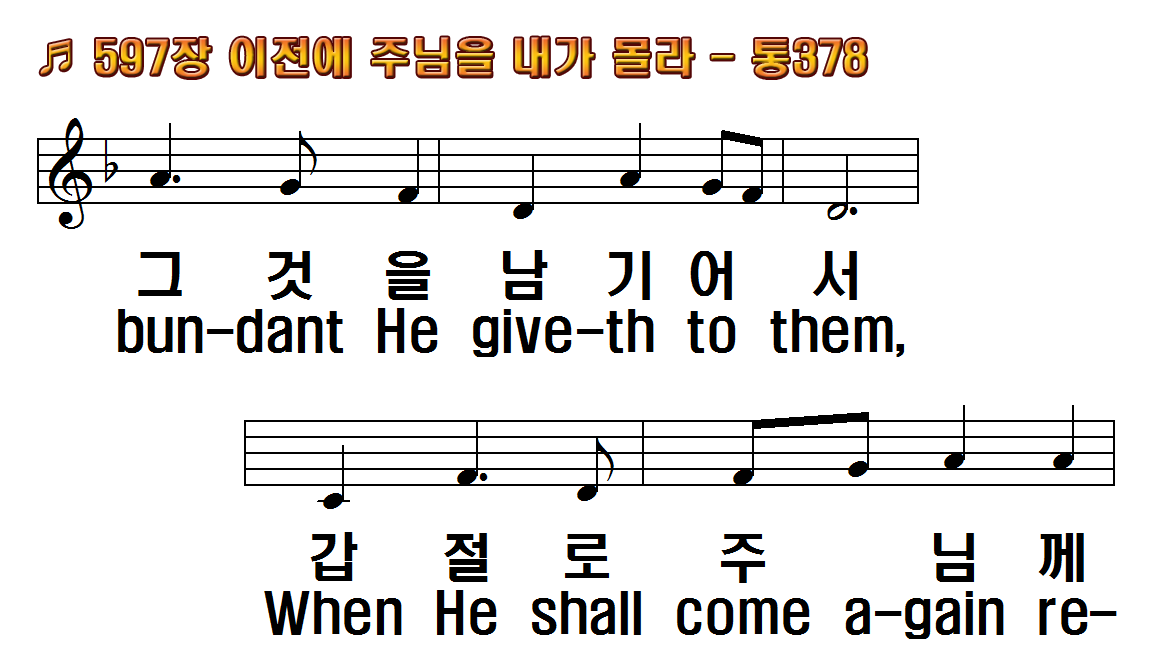 ♬ 597장 이전에 주님을 내가 몰라 - 통378
그 것 을 남 기 어 서
bun-dant He give-th to them,
갑 절 로 주 님 께
When He shall come a-gain re-